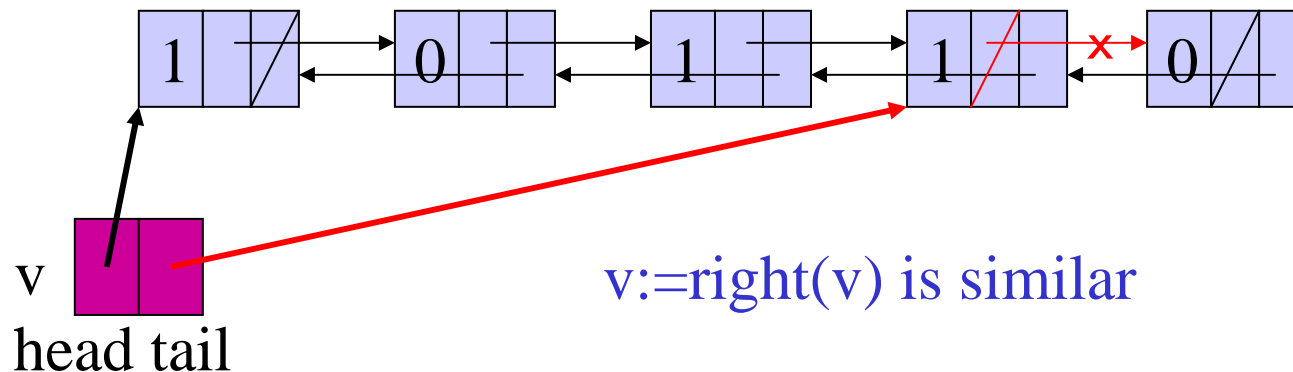 1 0 1 1 x 0
v
v:=right(v) is similar
head tail